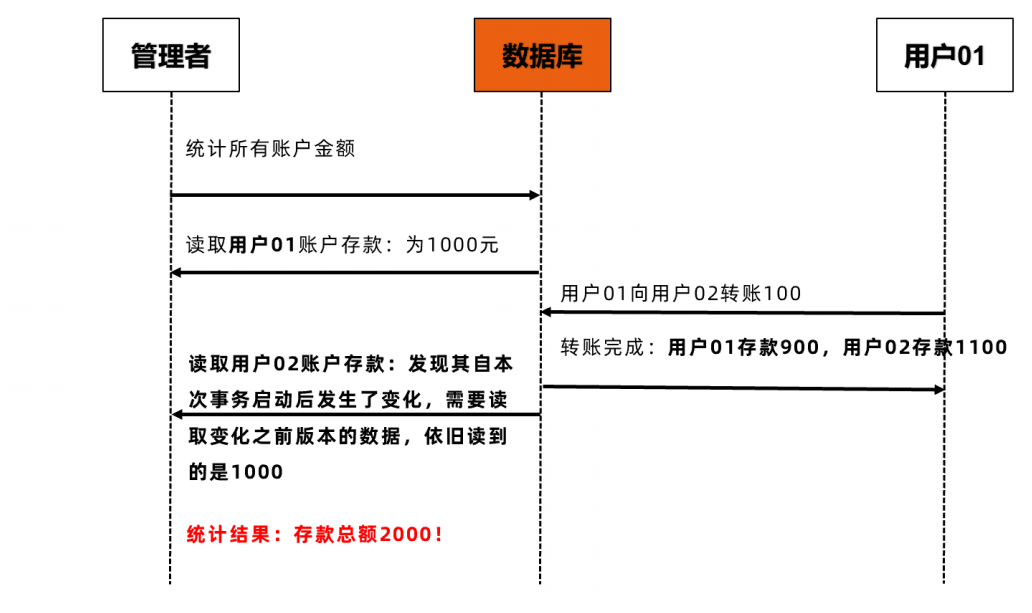 管理者
数据库
用户01
统计所有账户金额
读取用户01账户存款：为1000元
用户01向用户02转账100
转账完成：用户01存款900，用户02存款1100
读取用户02账户存款：发现其自本
次事务启动后发生了变化，需要读
取变化之前版本的数据，依旧读到
的是1000
统计结果：存款总额2000！